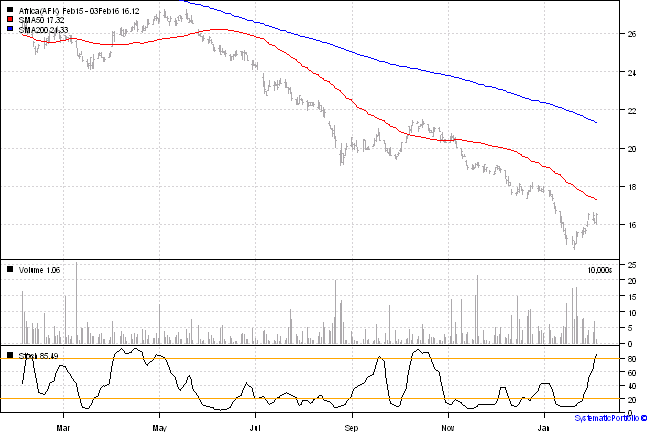 Africa(AFK) Feb15 - 03Feb16 16.12
SMA50 17.32
SMA200 21.33
26
24
22
20
18
16
Volume 1.06
10,000s
25
20
15
10
5
0
Stoch 85.49
80
60
40
20
0
Mar May Jul Sep Nov Jan
SystematicPortfolio ©